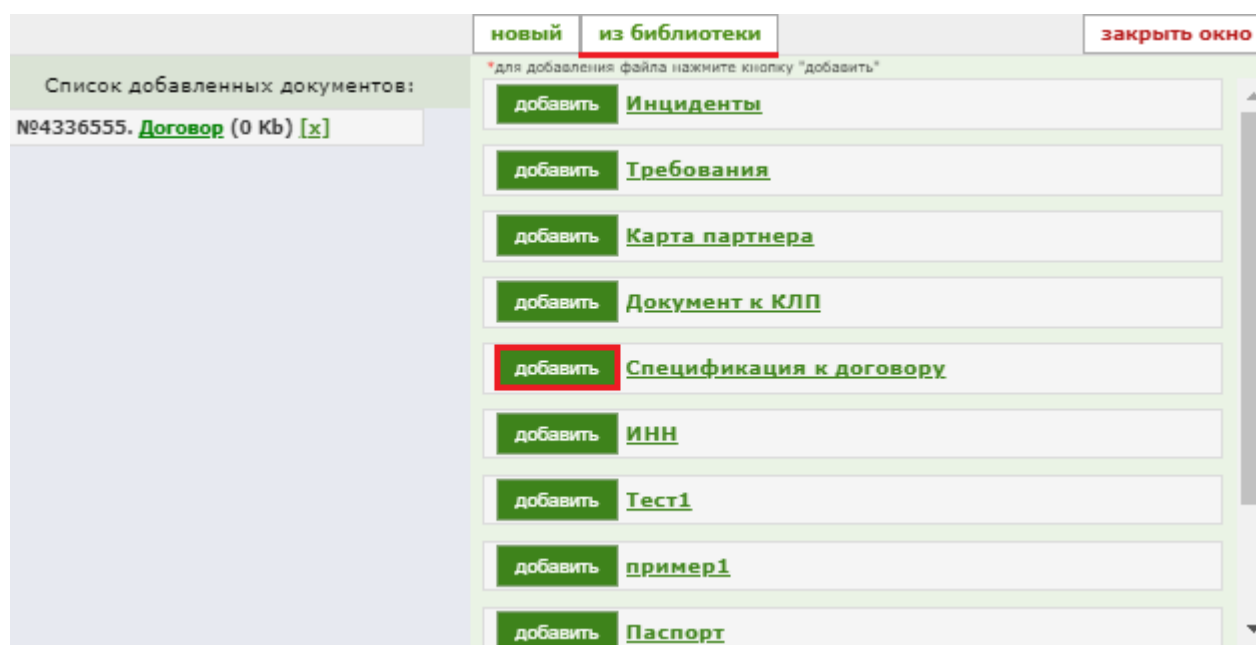 новый из библиотеки закрыть окно
*для добавления файла нажмите кнопку "добавить"
Список добавленных документов:
№4336555. Договор (0 Kb) [x]
добавить Инциденты
добавить Требования
добавить Карта партнера
добавить Документ к КЛП
добавить Спецификация к договору
добавить ИНН
добавить Тест1
добавить пример1
добавить Паспорт